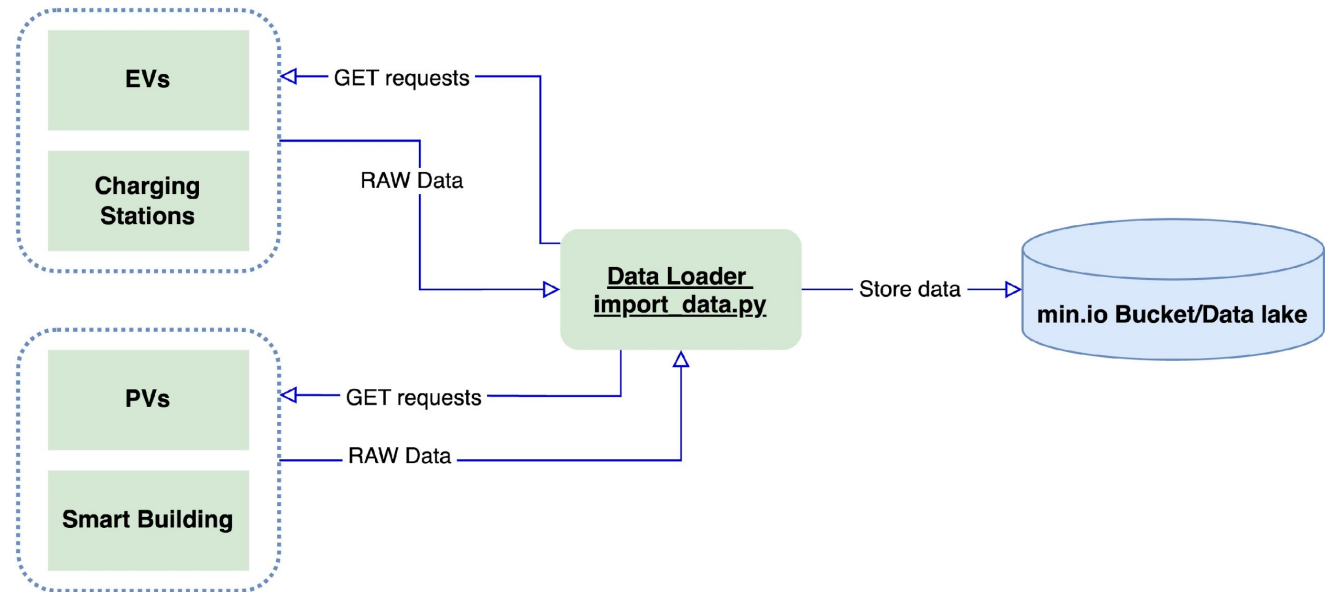 EVs
GET requests
Charging
Stations
RAW Data
Data Loader
import_data.py
Store data
min.io Bucket/Data lake
PVs
GET requests
RAW Data
Smart Building